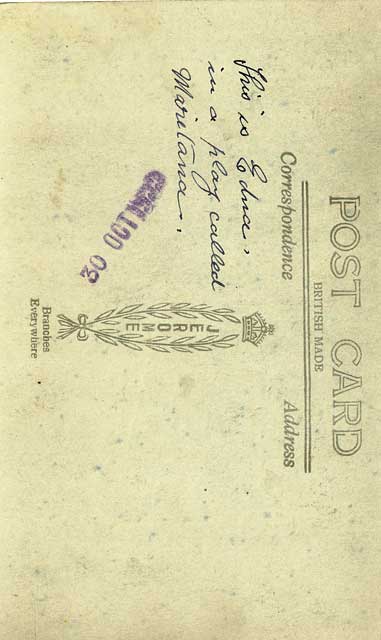 POST CARD
BRITISH MADE
Correspondence
Address
This is Edna,
in a play called
Maritana.
30 OCT
JEROME
Branches
Everywhere